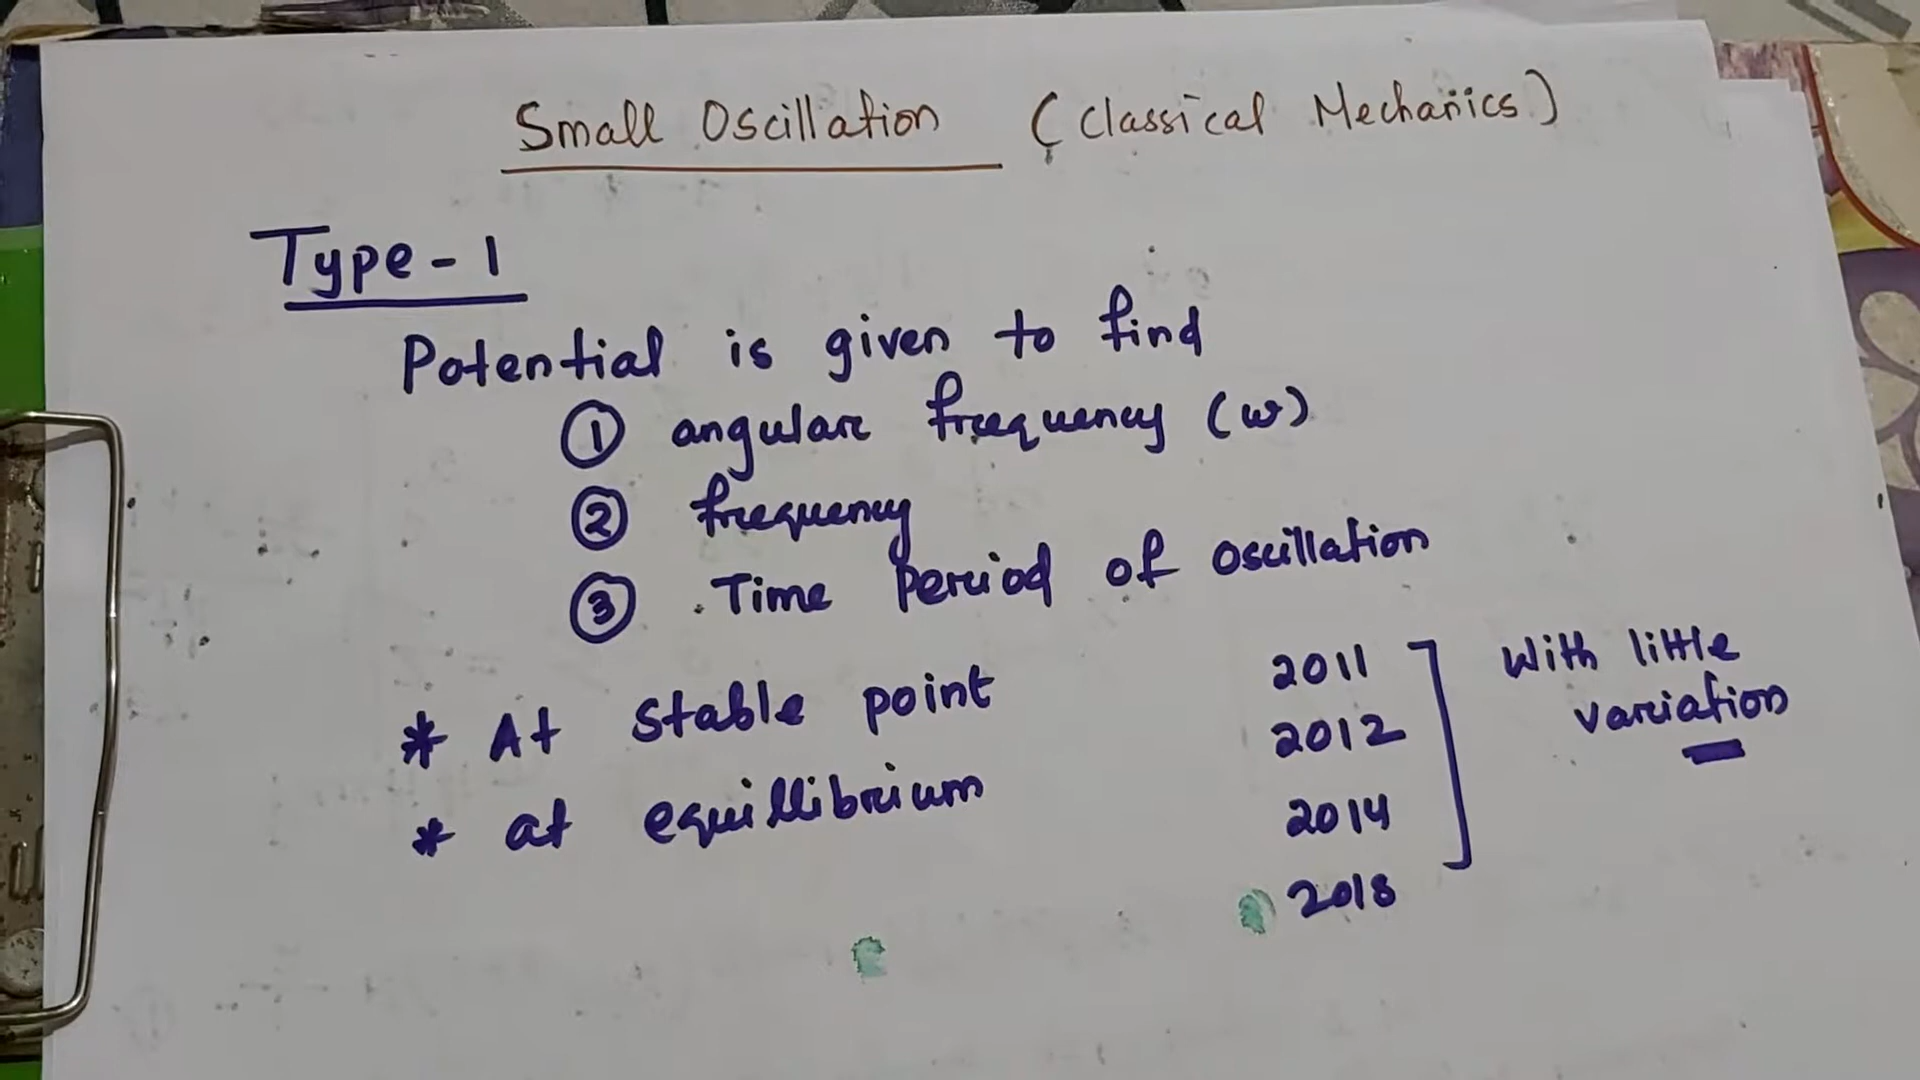 Small Oscillation (Classical Mechanics)
Type-1
Potential is given to find
① angular frequency (ω)
② frequency
③ Time Period of oscillation
* At stable point
* at equillibrium
2011
2012
2014
2018
With little
variation